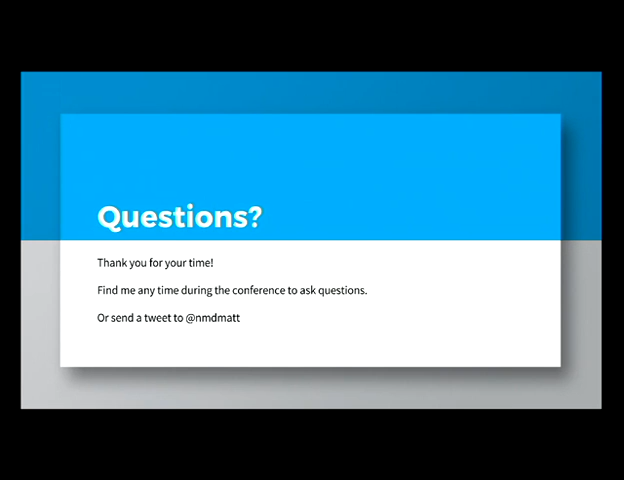 Questions?
Thank you for your time!
Find me any time during the conference to ask questions.
Or send a tweet to @nmdmatt